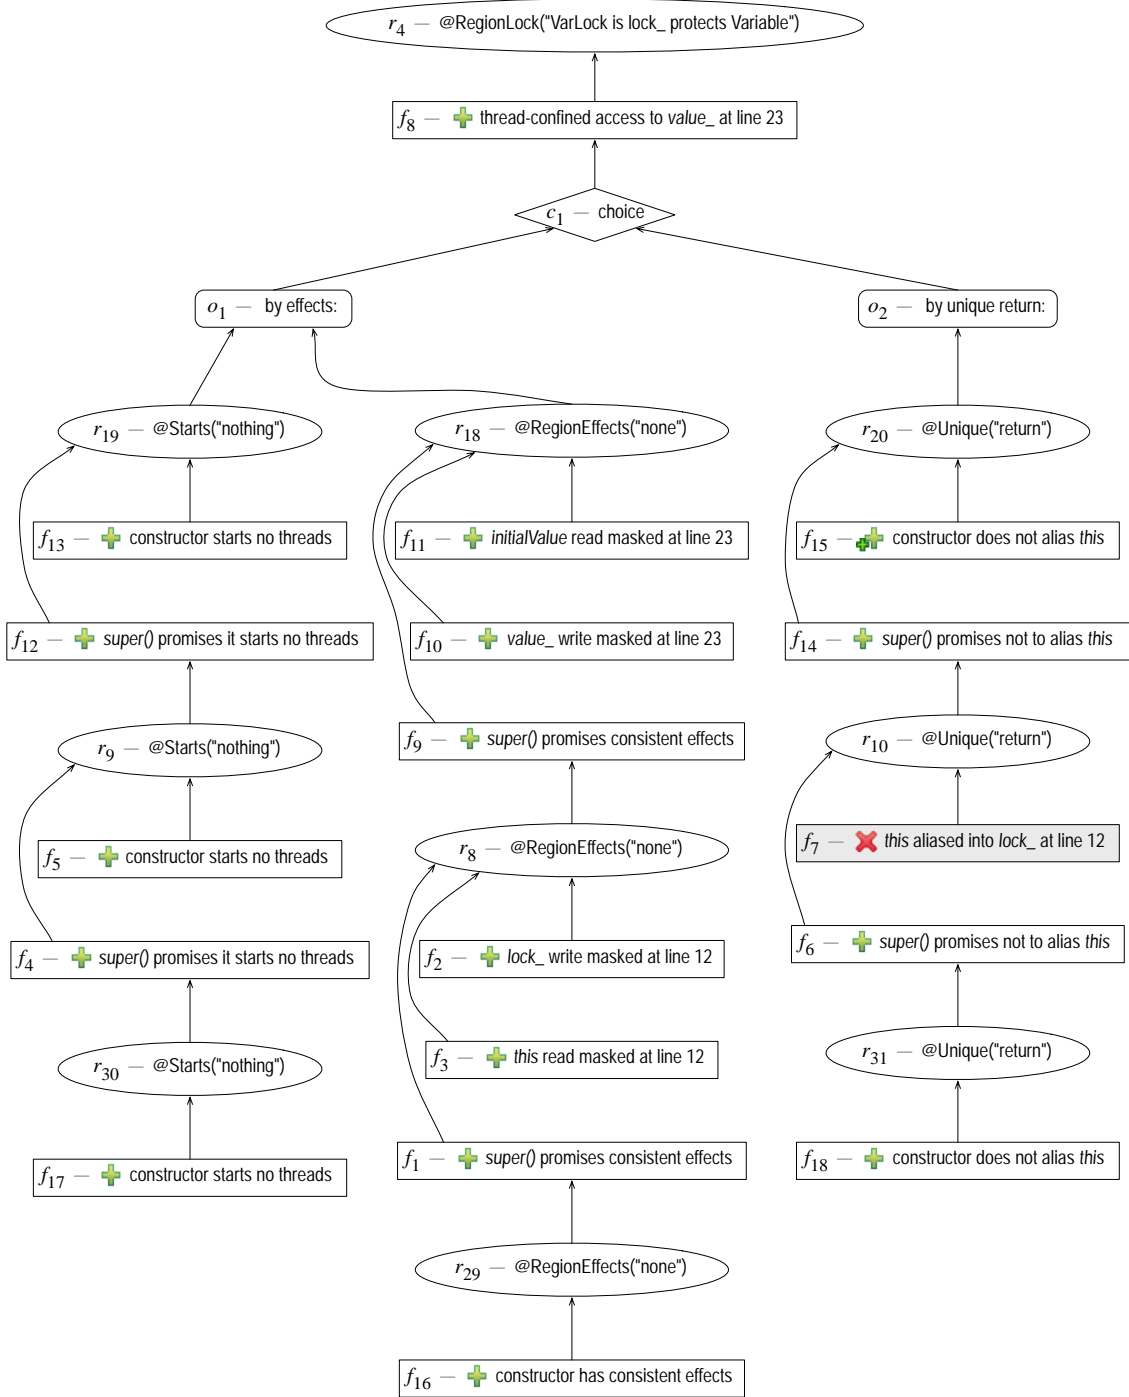 r4 — @RegionLock("VarLock is lock_ protects Variable")
f8 — thread-confined access to value_ at line 23
c1 — choice
o1 — by effects:
o2 — by unique return:
r19 — @Starts("nothing")
r18 — @RegionEffects("none")
r20 — @Unique("return")
f13 — constructor starts no threads
f11 — initialValue read masked at line 23
f15 — constructor does not alias this
f12 — super() promises it starts no threads
f10 — value_ write masked at line 23
f14 — super() promises not to alias this
r9 — @Starts("nothing")
f9 — super() promises consistent effects
r10 — @Unique("return")
f5 — constructor starts no threads
r8 — @RegionEffects("none")
f7 — this aliased into lock_ at line 12
f4 — super() promises it starts no threads
f2 — lock_ write masked at line 12
f6 — super() promises not to alias this
r30 — @Starts("nothing")
f3 — this read masked at line 12
r31 — @Unique("return")
f17 — constructor starts no threads
f1 — super() promises consistent effects
f18 — constructor does not alias this
r29 — @RegionEffects("none")
f16 — constructor has consistent effects